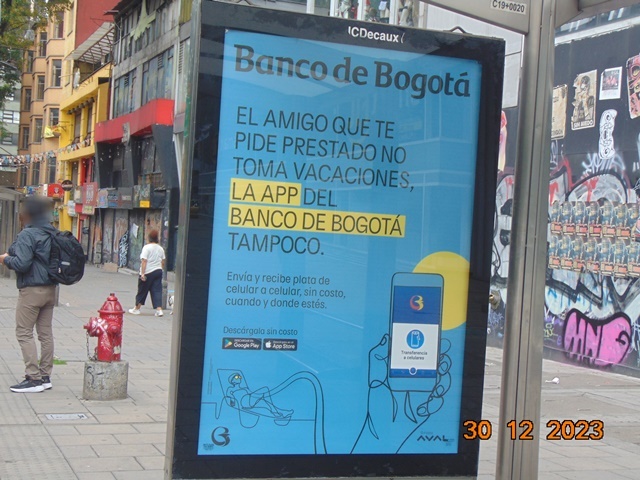 C19+0020
JCDecaux
Banco de Bogotá
EL AMIGO QUE TE
PIDE PRESTADO NO
TOMA VACACIONES,
LA APP DEL
BANCO DE BOGOTÁ
TAMPOCO.
Envía y recibe plata de
celular a celular, sin costo,
cuando y donde estés.
Descárgala sin costo
Google Play
App Store
Transferencia
a celulares
AVAL
30 12 2023